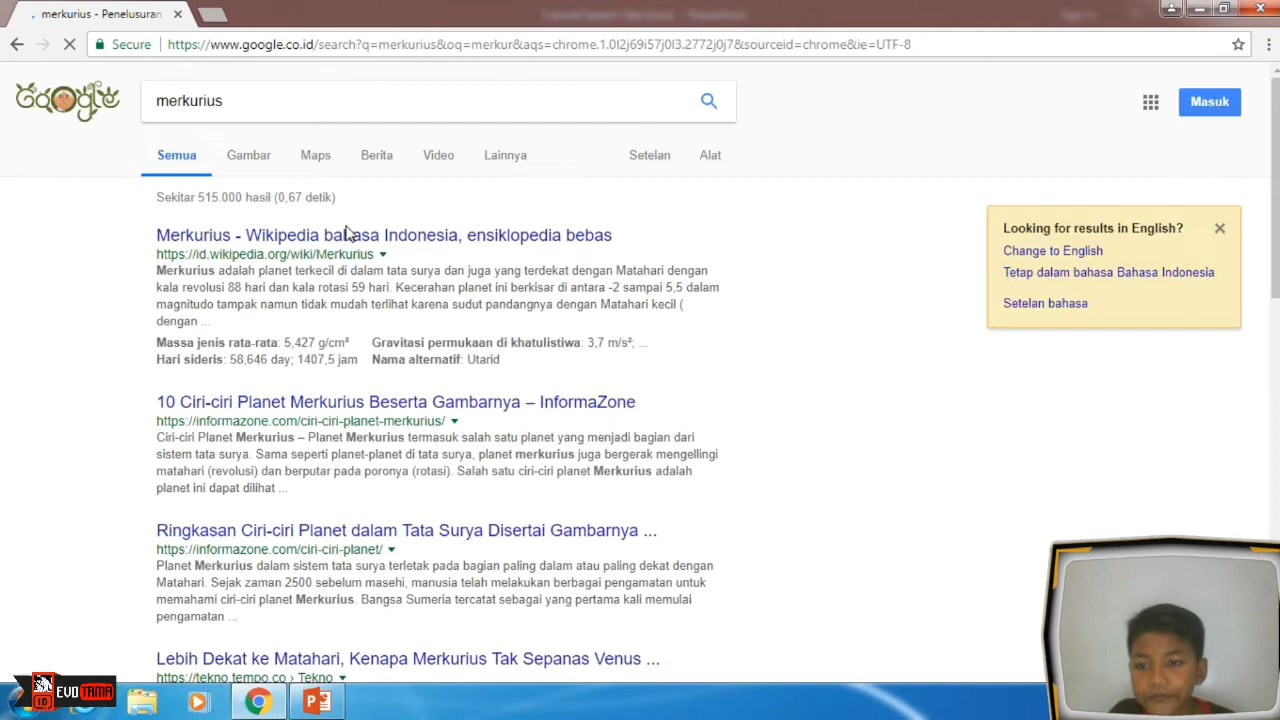 merkurius - Penelusuran
Secure
https://www.google.co.id/search?q=merkurius&oq=merkur&aqs=chrome.1.0l2j69i57j0l3.2772j0j7&sourceid=chrome&ie=UTF-8
Google
merkurius
Masuk
Semua Gambar Maps Berita Video Lainnya Setelan Alat
Sekitar 515.000 hasil (0,67 detik)
Merkurius - Wikipedia bahasa Indonesia, ensiklopedia bebas
https://id.wikipedia.org/wiki/Merkurius
Merkurius adalah planet terkecil di dalam tata surya dan juga yang terdekat dengan Matahari dengan
kala revolusi 88 hari dan kala rotasi 59 hari. Kecerahan planet ini berkisar di antara -2 sampai 5,5 dalam
magnitudo tampak namun tidak mudah terlihat karena sudut pandangnya dengan Matahari kecil (
dengan ...
Massa jenis rata-rata: 5,427 g/cm³ Gravitasi permukaan di khatulistiwa: 3,7 m/s²; ...
Hari sideris: 58,646 day; 1407,5 jam Nama alternatif: Utarid
10 Ciri-ciri Planet Merkurius Beserta Gambarnya – InformaZone
https://informazone.com/ciri-ciri-planet-merkurius/
Ciri-ciri Planet Merkurius – Planet Merkurius termasuk salah satu planet yang menjadi bagian dari
sistem tata surya. Sama seperti planet-planet di tata surya, planet merkurius juga bergerak mengellingi
matahari (revolusi) dan berputar pada poronya (rotasi). Salah satu ciri-ciri planet Merkurius adalah
planet ini dapat dilihat ...
Ringkasan Ciri-ciri Planet dalam Tata Surya Disertai Gambarnya ...
https://informazone.com/ciri-ciri-planet/
Planet Merkurius dalam sistem tata surya terletak pada bagian paling dalam atau paling dekat dengan
Matahari. Sejak zaman 2500 sebelum masehi, manusia telah melakukan berbagai pengamatan untuk
memahami ciri-ciri planet Merkurius. Bangsa Sumeria tercatat sebagai yang pertama kali memulai
pengamatan ...
Lebih Dekat ke Matahari, Kenapa Merkurius Tak Sepanas Venus ...
https://tekno.tempo.co › Tekno
Looking for results in English?
Change to English
Tetap dalam bahasa Bahasa Indonesia
Setelan bahasa
ID
EVOTAMA